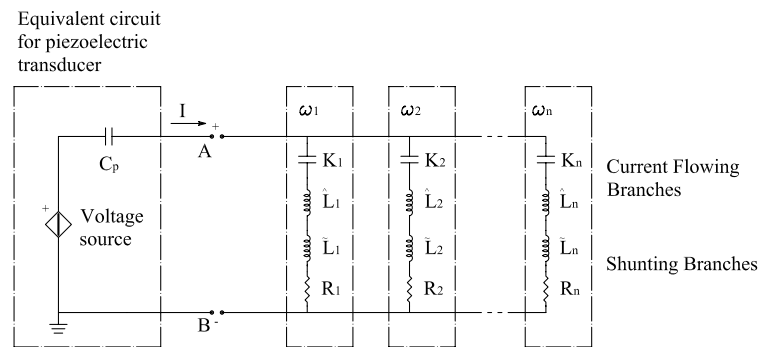 Equivalent circuit
for piezoelectric
transducer
I
+
A
Cp
+
Voltage
source
B -
ω1
ω2
ωn
K1
K2
Kn
L̂1
L̂2
L̂n
L̃1
L̃2
L̃n
R1
R2
Rn
Current Flowing
Branches
Shunting Branches